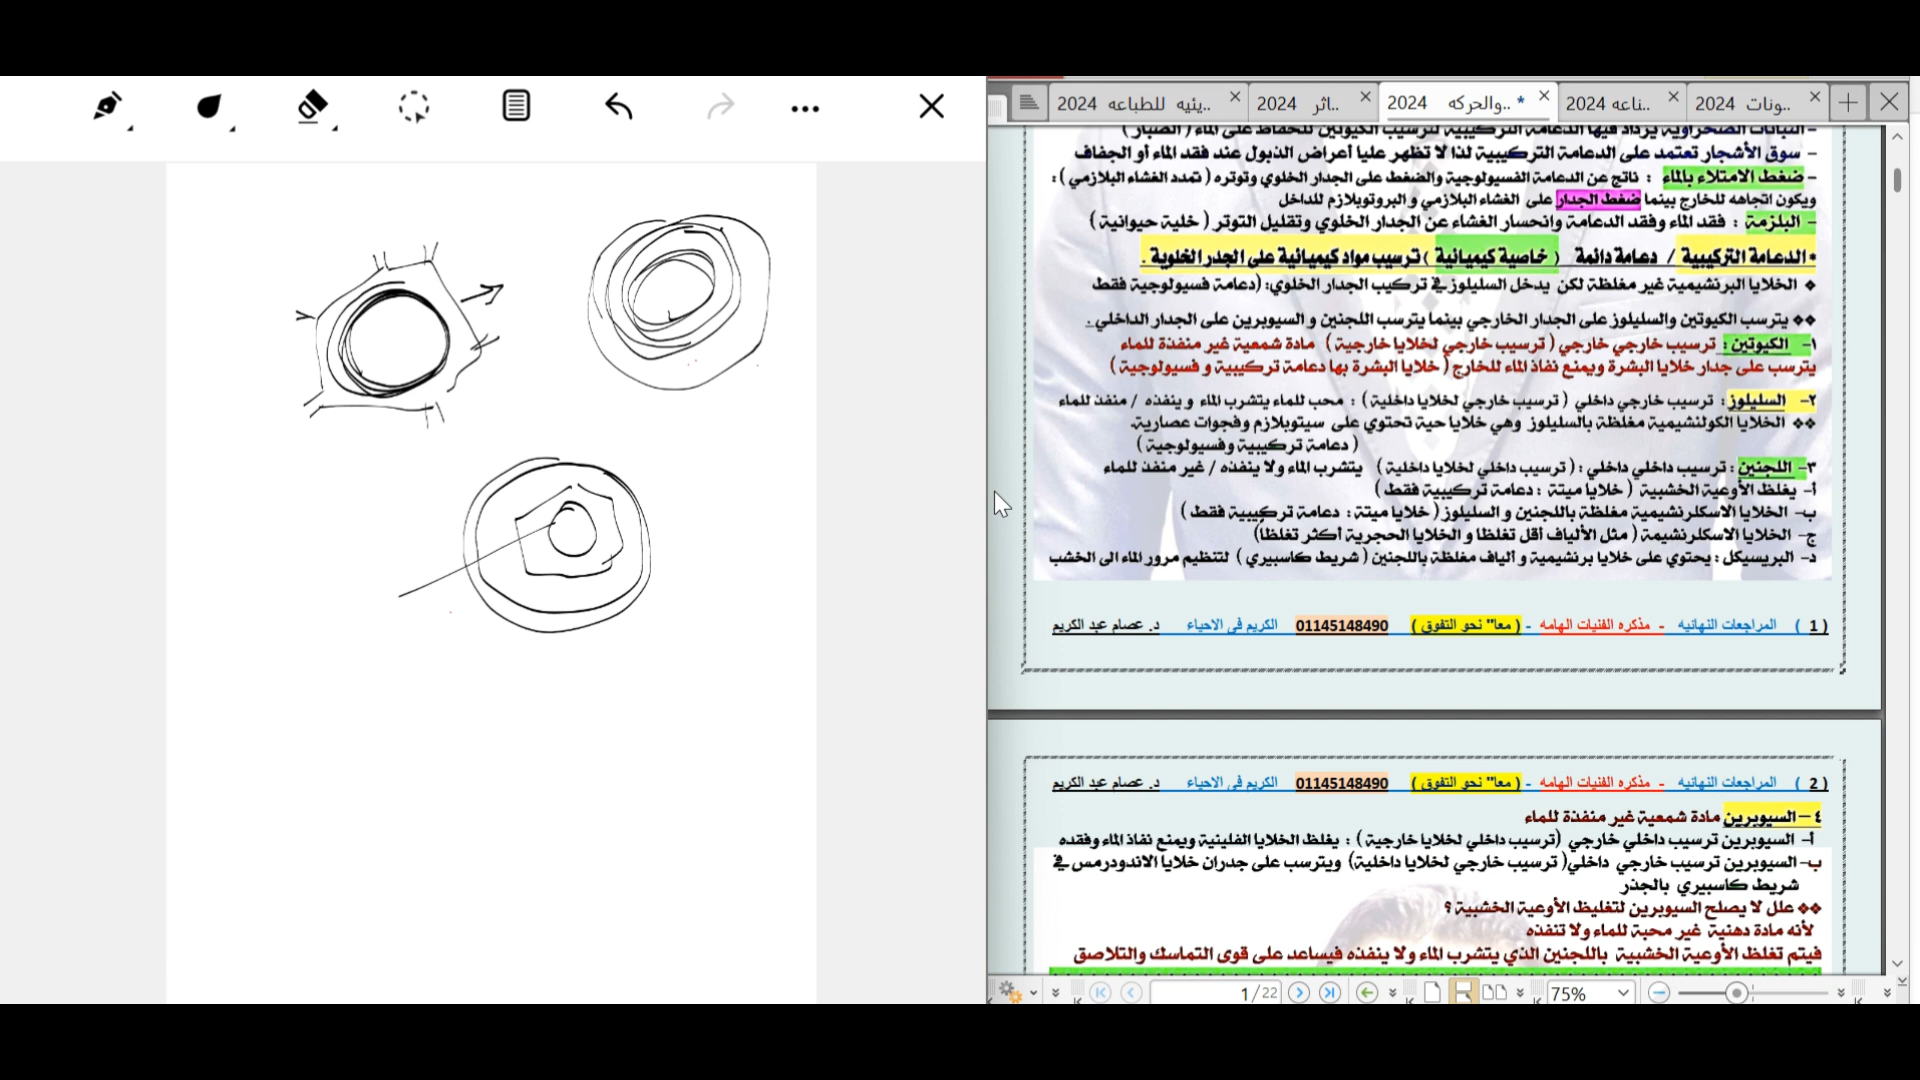 2024 ..يئيه للطباعه
2024 ..اثر
2024 ..والحركه *
2024 ..ناعه
2024 ..ونات
- النباتات الصحراوية يزداد فيها الدعامة التركيبية لترسيب الكيوتين للحفاظ على الماء ( الصبار )
- سوق الأشجار تعتمد على الدعامة التركيبية لذا لا تظهر عليا أعراض الذبول عند فقد الماء أو الجفاف
- ضغط الامتلاء بالماء : ناتج عن الدعامة الفسيولوجية والضغط على الجدار الخلوي وتوتره ( تمدد الغشاء البلازمي ) :
ويكون اتجاهه للخارج بينما ضغط الجدار على الغشاء البلازمي و البروتوبلازم للداخل
- البلزمة : فقد الماء وفقد الدعامة وانحسار الغشاء عن الجدار الخلوي وتقليل التوتر ( خلية حيوانية )
* الدعامة التركيبية / دعامة دائمة ( خاصية كيميائية ) ترسيب مواد كيميائية على الجدر الخلوية .
❖ الخلايا البرنشيمية غير مغلظة لكن يدخل السليلوز في تركيب الجدار الخلوي: (دعامة فسيولوجية فقط
❖❖ يترسب الكيوتين والسليلوز على الجدار الخارجي بينما يترسب اللجنين و السيوبرين على الجدار الداخلي .
١- الكيوتين : ترسيب خارجي خارجي ( ترسيب خارجي لخلايا خارجية ) مادة شمعية غير منفذة للماء
يترسب على جدار خلايا البشرة ويمنع نفاذ الماء للخارج ( خلايا البشرة بها دعامة تركيبية و فسيولوجية )
٢- السليلوز : ترسيب خارجي داخلي ( ترسيب خارجي لخلايا داخلية ) : محب للماء يتشرب الماء و ينفذه / منفذ للماء
❖❖ الخلايا الكولنشيمية مغلظة بالسليلوز وهي خلايا حية تحتوي على سيتوبلازم وفجوات عصارية.
( دعامة تركيبية وفسيولوجية )
٣- اللجنين : ترسيب داخلي داخلي : ( ترسيب داخلي لخلايا داخلية ) يتشرب الماء ولا ينفذه / غير منفذ للماء
أ- يغلظ الأوعية الخشبية ( خلايا ميتة : دعامة تركيبية فقط )
ب- الخلايا الاسكلرنشيمية مغلظة باللجنين و السليلوز ( خلايا ميتة : دعامة تركيبية فقط )
ج- الخلايا الاسكلرنشيمة ( مثل الألياف أقل تغلظا و الخلايا الحجرية أكثر تغلظا)
د- البريسيكل : يحتوي على خلايا برنشيمية و ألياف مغلظة باللجنين ( شريط كاسبيري ) لتنظيم مرور الماء الى الخشب
( 1 ) المراجعات النهائيه - مذكره الفنيات الهامه - ( معا" نحو التفوق ) 01145148490 الكريم في الاحياء د. عصام عبد الكريم
( 2 ) المراجعات النهائيه - مذكره الفنيات الهامه - ( معا" نحو التفوق ) 01145148490 الكريم في الاحياء د. عصام عبد الكريم
٤- السيوبرين مادة شمعية غير منفذة للماء
أ- السيوبرين ترسيب داخلي خارجي (ترسيب داخلي لخلايا خارجية ) : يغلظ الخلايا الفلينية ويمنع نفاذ الماء وفقده
ب- السيوبرين ترسيب خارجي داخلي( ترسيب خارجي لخلايا داخلية) ويترسب على جدران خلايا الاندودرمس في
شريط كاسبيري بالجذر
❖❖ علل لا يصلح السيوبرين لتغليظ الأوعية الخشبية ؟
لأنه مادة دهنية غير محبة للماء ولا تنفذه
فيتم تغلظ الأوعية الخشبية باللجنين الذي يتشرب الماء ولا ينفذه فيساعد على قوى التماسك والتلاصق
1 / 22
75%